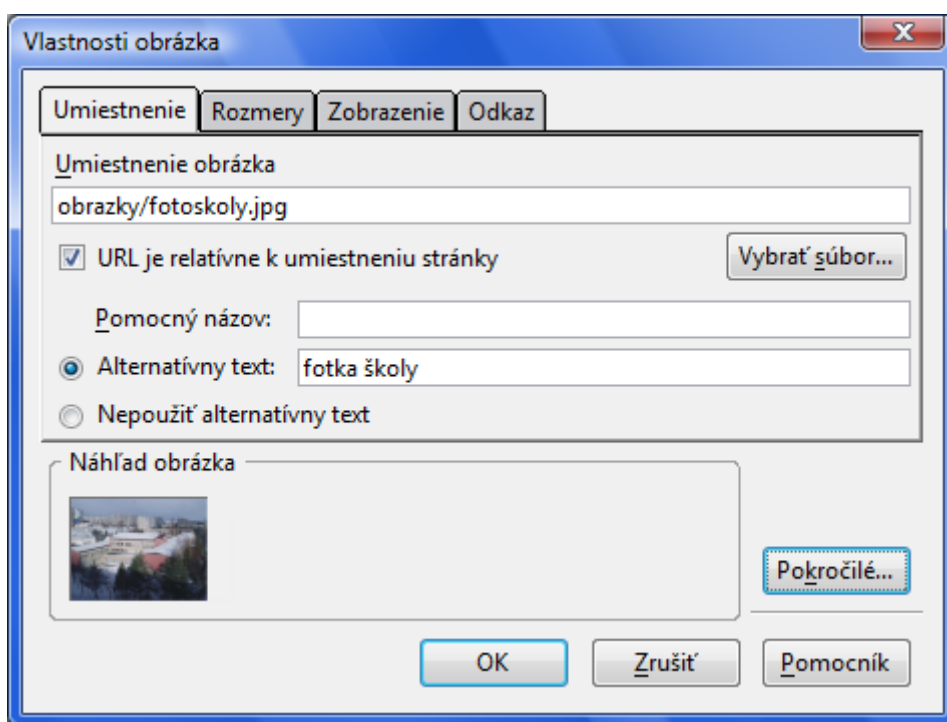 Vlastnosti obrázka
Umiestnenie Rozmery Zobrazenie Odkaz
Umiestnenie obrázka
obrazky/fotoskoly.jpg
URL je relatívne k umiestneniu stránky Vybrať súbor...
Pomocný názov:
Alternatívny text: fotka školy
Nepoužiť alternatívny text
Náhľad obrázka
Pokročilé...
OK Zrušiť Pomocník